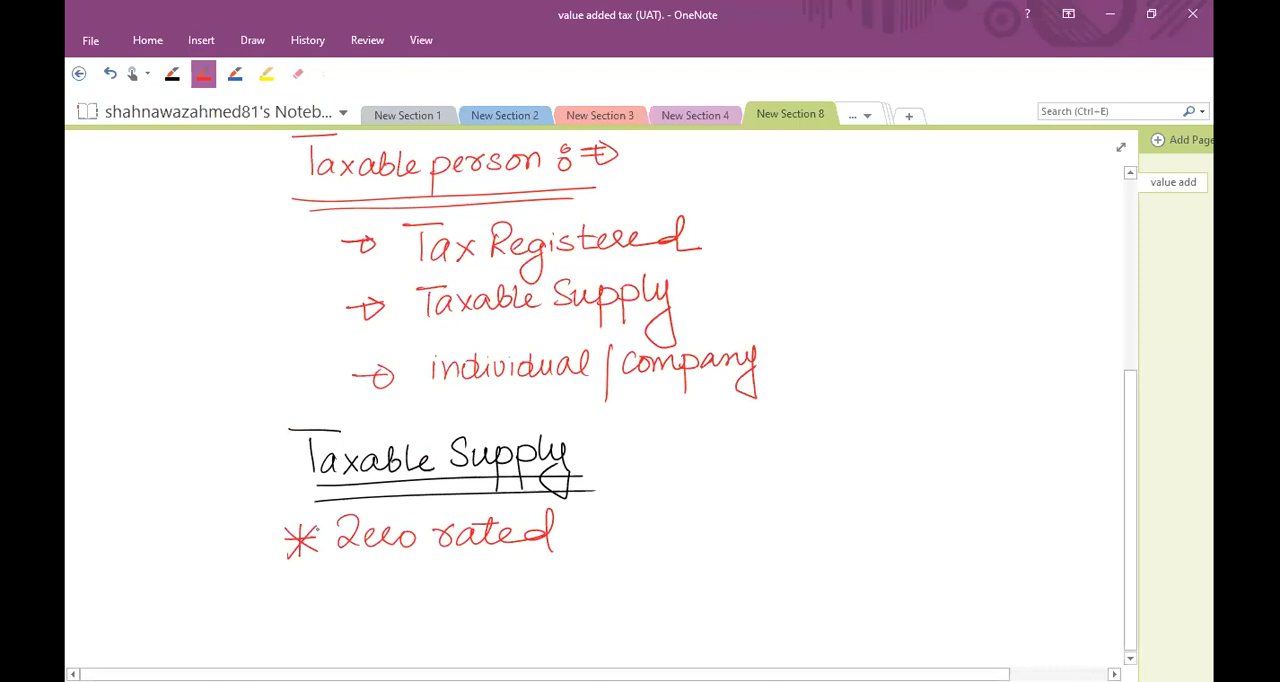 value added tax (UAT). - OneNote
?
File Home Insert Draw History Review View
shahnawazahmed81's Noteb... New Section 1 New Section 2 New Section 3 New Section 4 New Section 8 ... + Search (Ctrl+E)
Add Page
value add
Taxable person :
Tax Registered
Taxable Supply
individual / company
Taxable Supply
* Zero rated